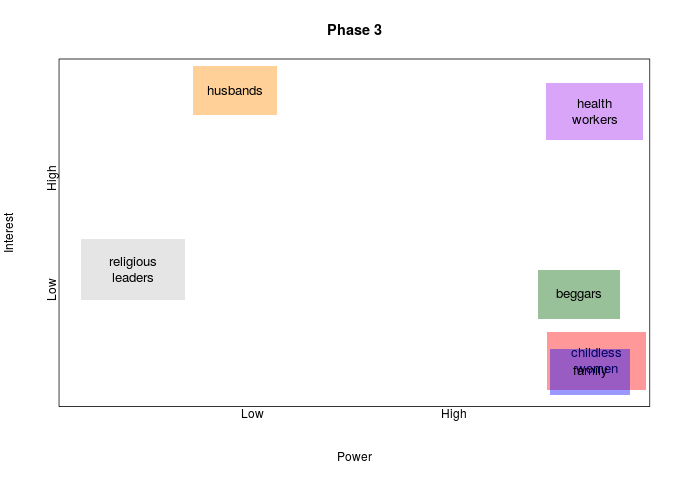 Phase 3
husbands
health
workers
High
Interest
religious
leaders
Low
beggars
childless
women
family
Low
High
Power